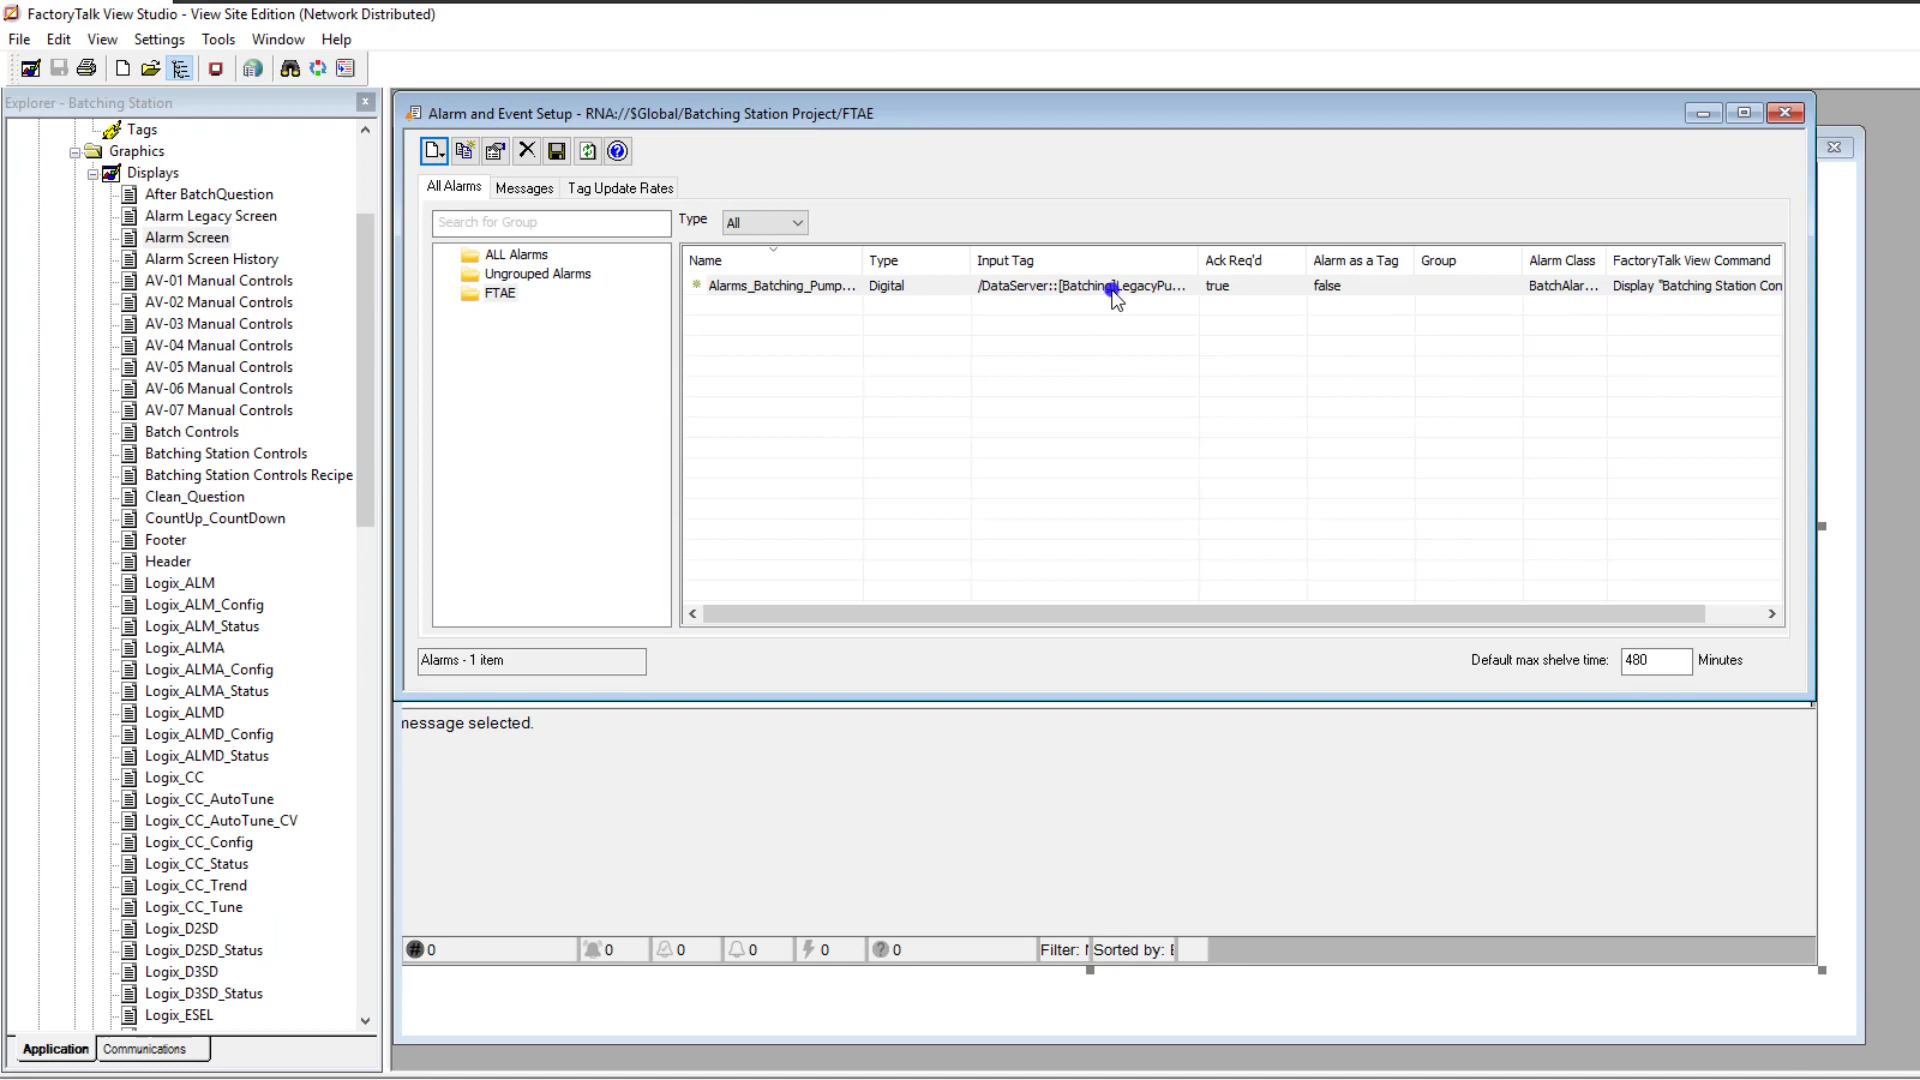 FactoryTalk View Studio - View Site Edition (Network Distributed)
File Edit View Settings Tools Window Help
Explorer - Batching Station
Tags
Graphics
Displays
After BatchQuestion
Alarm Legacy Screen
Alarm Screen
Alarm Screen History
AV-01 Manual Controls
AV-02 Manual Controls
AV-03 Manual Controls
AV-04 Manual Controls
AV-05 Manual Controls
AV-06 Manual Controls
AV-07 Manual Controls
Batch Controls
Batching Station Controls
Batching Station Controls Recipe
Clean_Question
CountUp_CountDown
Footer
Header
Logix_ALM
Logix_ALM_Config
Logix_ALM_Status
Logix_ALMA
Logix_ALMA_Config
Logix_ALMA_Status
Logix_ALMD
Logix_ALMD_Config
Logix_ALMD_Status
Logix_CC
Logix_CC_AutoTune
Logix_CC_AutoTune_CV
Logix_CC_Config
Logix_CC_Status
Logix_CC_Trend
Logix_CC_Tune
Logix_D2SD
Logix_D2SD_Status
Logix_D3SD
Logix_D3SD_Status
Logix_ESEL
Application Communications
Alarm and Event Setup - RNA://$Global/Batching Station Project/FTAE
All Alarms Messages Tag Update Rates
Search for Group Type All
ALL Alarms
Ungrouped Alarms
FTAE
Name Type Input Tag Ack Req'd Alarm as a Tag Group Alarm Class FactoryTalk View Command
Alarms_Batching_Pump... Digital /DataServer::[Batching]LegacyPu... true false BatchAlar... Display "Batching Station Con
Alarms - 1 item Default max shelve time: 480 Minutes
message selected.
0 0 0 0 0 0 Filter: Sorted by: